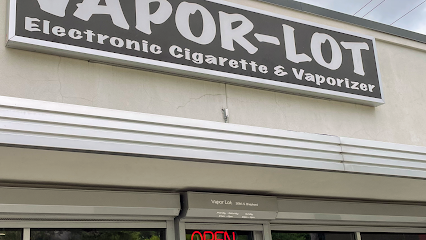 VAPOR-LOT
Electronic Cigarette & Vaporizer
Vapor Lot
OPEN